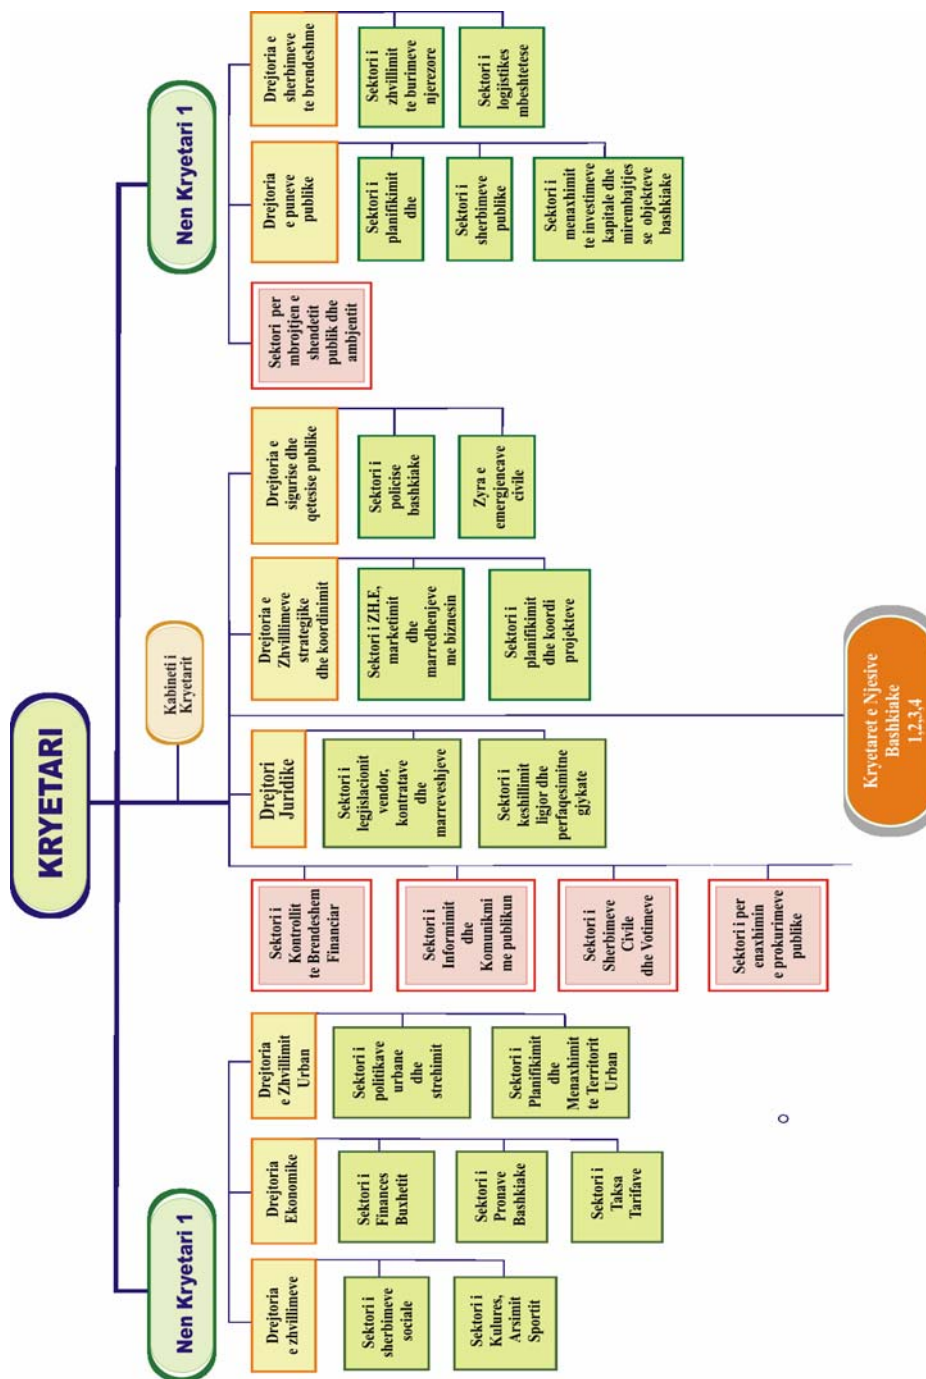 KRYETARI
Kabineti i
Kryetarit
Nen Kryetari 1
Nen Kryetari 1
Drejtoria
e zhvillimeve
Sektori i
sherbimeve
sociale
Sektori i
Kulures,
Arsimit
Sportit
Drejtoria
Ekonomike
Sektori i
Finances
Buxhetit
Sektori i
Pronave
Bashkiake
Sektori i
Taksa
Tarifave
Drejtoria
e Zhvillimit
Urban
Sektori i
politikave
urbane
dhe
strehimit
Sektori i
Planifikimit
dhe
Menaxhimit
te Territorit
Urban
Sektori i
Kontrollit
te Brendeshem
Financiar
Sektori i
Informimit
dhe
Komunikmi
me publikun
Sektori i
Sherbimeve
Civile
dhe Votimeve
Sektori i per
enaxhimin
e prokurimeve
publike
Drejtori
Juridike
Sektori i
legjislacionit
vendor,
kontratave
dhe
marreveshjeve
Sektori i
keshillimit
ligjor dhe
perfaqesimitne
gjykate
Drejtoria e
Zhvilllimeve
strategjike
dhe koordinimit
Sektori i ZH.E,
marketimit
dhe
marredhenjeve
me biznesin
Sektori i
planifikimit
dhe koordi
projekteve
Drejtoria e
sigurise dhe
qetesise publike
Sektori i
policise
bashkiake
Zyra e
emergjencave
civile
Sektori per
mbrojtjen e
shendetit
publik dhe
ambjentit
Drejtoria
e puneve
publike
Sektori i
planifikimit
dhe
Sektori i
sherbimeve
publike
Sektori i
menaxhimit
te investimeve
kapitale dhe
mirembajtjes
se objekteve
bashkiake
Drejtoria e
sherbimeve
te brendeshme
Sektori i
zhvillimit
te burimeve
njerezore
Sektori i
logjistikes
mbeshtetese
Kryetaret e Njesive
Bashkiake
1,2,3,4